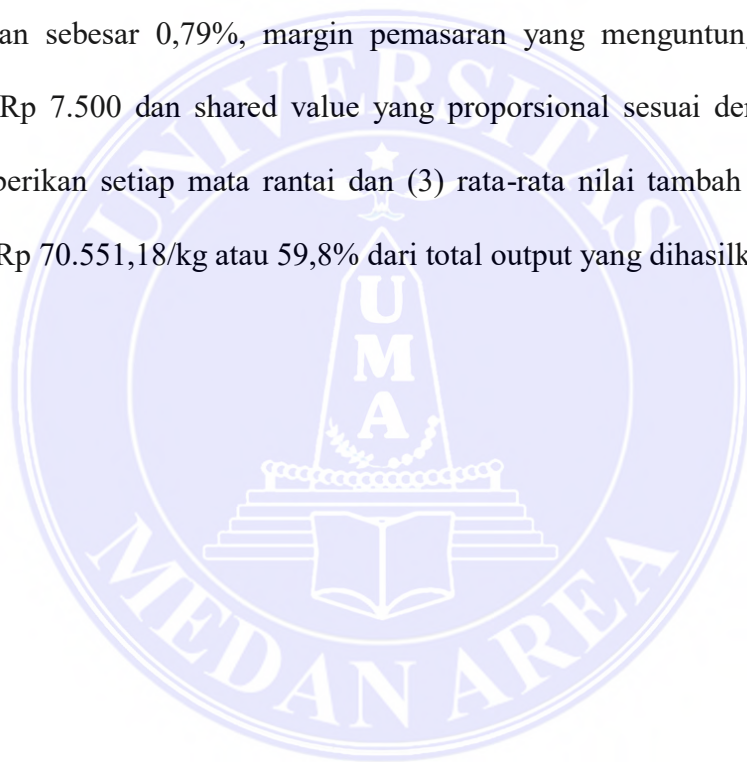 an sebesar 0,79%, margin pemasaran yang menguntung
Rp 7.500 dan shared value yang proporsional sesuai de
berikan setiap mata rantai dan (3) rata-rata nilai tambah
Rp 70.551,18/kg atau 59,8% dari total output yang dihasilk
UNIVERSITAS
U
M
A
MEDAN AREA